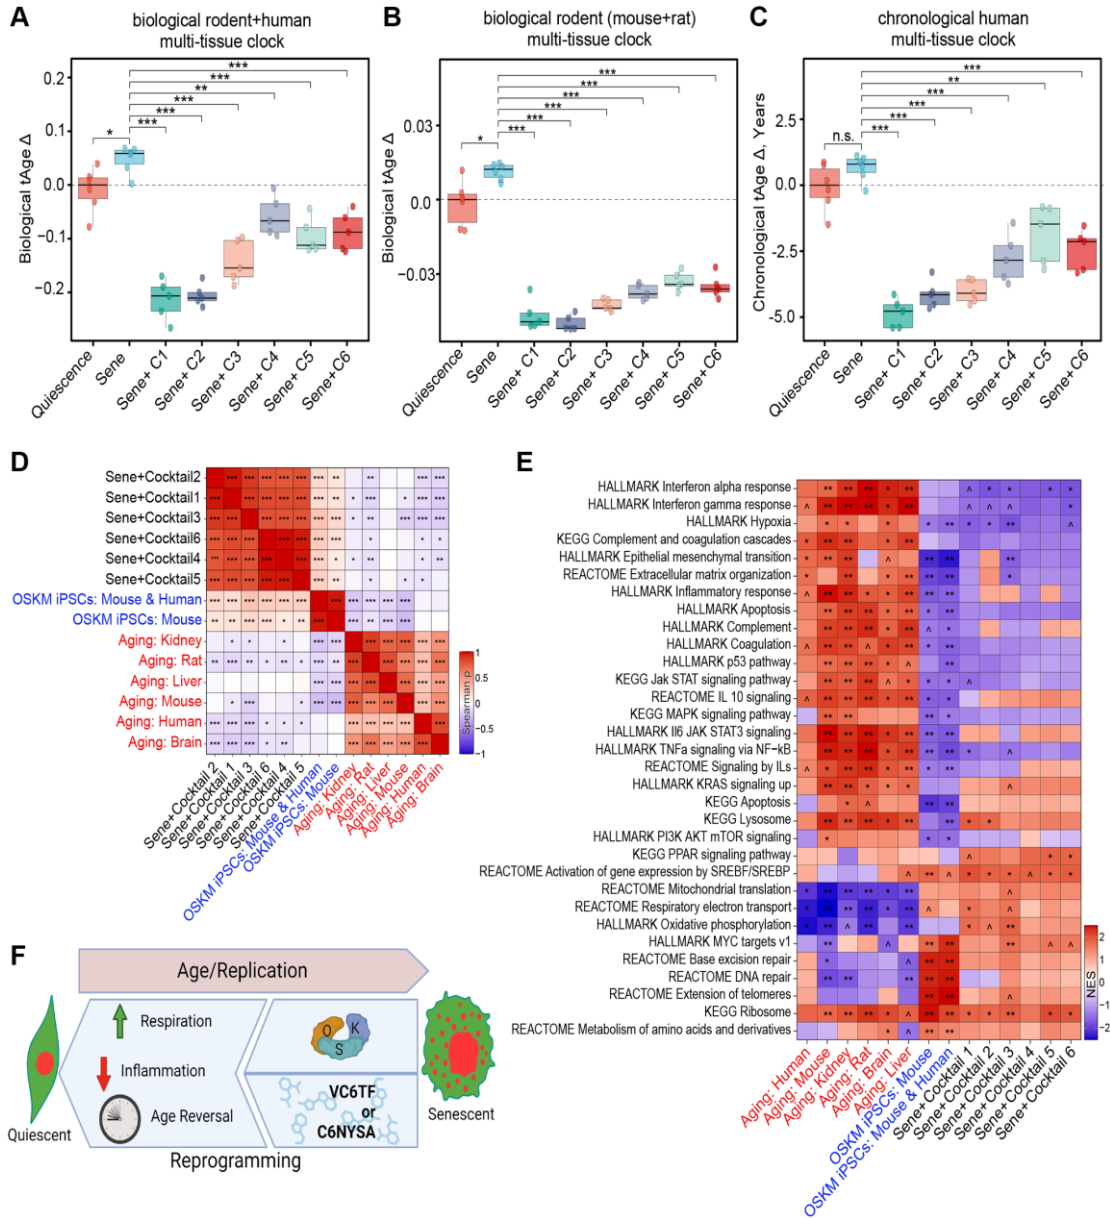 A
biological rodent+human
multi-tissue clock
Biological tAge Δ
0.2
0.1
0.0
−0.1
−0.2
***
***
**
***
***
***
*
Quiescence
Sene
Sene+ C1
Sene+ C2
Sene+ C3
Sene+ C4
Sene+ C5
Sene+ C6
B
biological rodent (mouse+rat)
multi-tissue clock
Biological tAge Δ
0.03
0.0
−0.03
***
***
***
***
***
***
*
Quiescence
Sene
Sene+ C1
Sene+ C2
Sene+ C3
Sene+ C4
Sene+ C5
Sene+ C6
C
chronological human
multi-tissue clock
Chronological tAge Δ, Years
2.5
0.0
−2.5
−5.0
***
**
***
***
***
***
n.s.
Quiescence
Sene
Sene+ C1
Sene+ C2
Sene+ C3
Sene+ C4
Sene+ C5
Sene+ C6
D
Sene+Cocktail2
Sene+Cocktail1
Sene+Cocktail3
Sene+Cocktail6
Sene+Cocktail4
Sene+Cocktail5
OSKM iPSCs: Mouse & Human
OSKM iPSCs: Mouse
Aging: Kidney
Aging: Rat
Aging: Liver
Aging: Mouse
Aging: Human
Aging: Brain
Sene+Cocktail 2
Sene+Cocktail 1
Sene+Cocktail 3
Sene+Cocktail 6
Sene+Cocktail 4
Sene+Cocktail 5
OSKM iPSCs: Mouse & Human
OSKM iPSCs: Mouse
Aging: Kidney
Aging: Rat
Aging: Liver
Aging: Mouse
Aging: Human
Aging: Brain
Spearman ρ
1
0.5
0
−0.5
−1
E
HALLMARK Interferon alpha response
HALLMARK Interferon gamma response
HALLMARK Hypoxia
KEGG Complement and coagulation cascades
HALLMARK Epithelial mesenchymal transition
REACTOME Extracellular matrix organization
HALLMARK Inflammatory response
HALLMARK Apoptosis
HALLMARK Complement
HALLMARK Coagulation
HALLMARK p53 pathway
KEGG Jak STAT signaling pathway
REACTOME IL 10 signaling
KEGG MAPK signaling pathway
HALLMARK Il6 JAK STAT3 signaling
HALLMARK TNFa signaling via NF−kB
REACTOME Signaling by ILs
HALLMARK KRAS signaling up
KEGG Apoptosis
KEGG Lysosome
HALLMARK PI3K AKT mTOR signaling
KEGG PPAR signaling pathway
REACTOME Activation of gene expression by SREBF/SREBP
REACTOME Mitochondrial translation
REACTOME Respiratory electron transport
HALLMARK Oxidative phosphorylation
HALLMARK MYC targets v1
REACTOME Base excision repair
REACTOME DNA repair
REACTOME Extension of telomeres
KEGG Ribosome
REACTOME Metabolism of amino acids and derivatives
Aging: Human
Aging: Mouse
Aging: Kidney
Aging: Rat
Aging: Brain
Aging: Liver
OSKM iPSCs: Mouse
OSKM iPSCs: Mouse & Human
Sene+Cocktail 1
Sene+Cocktail 2
Sene+Cocktail 3
Sene+Cocktail 4
Sene+Cocktail 5
Sene+Cocktail 6
NES
2
1
0
−1
−2
F
Age/Replication
Respiration
Inflammation
Age Reversal
O
K
S
VC6TF
or
C6NYSA
Quiescent
Senescent
Reprogramming